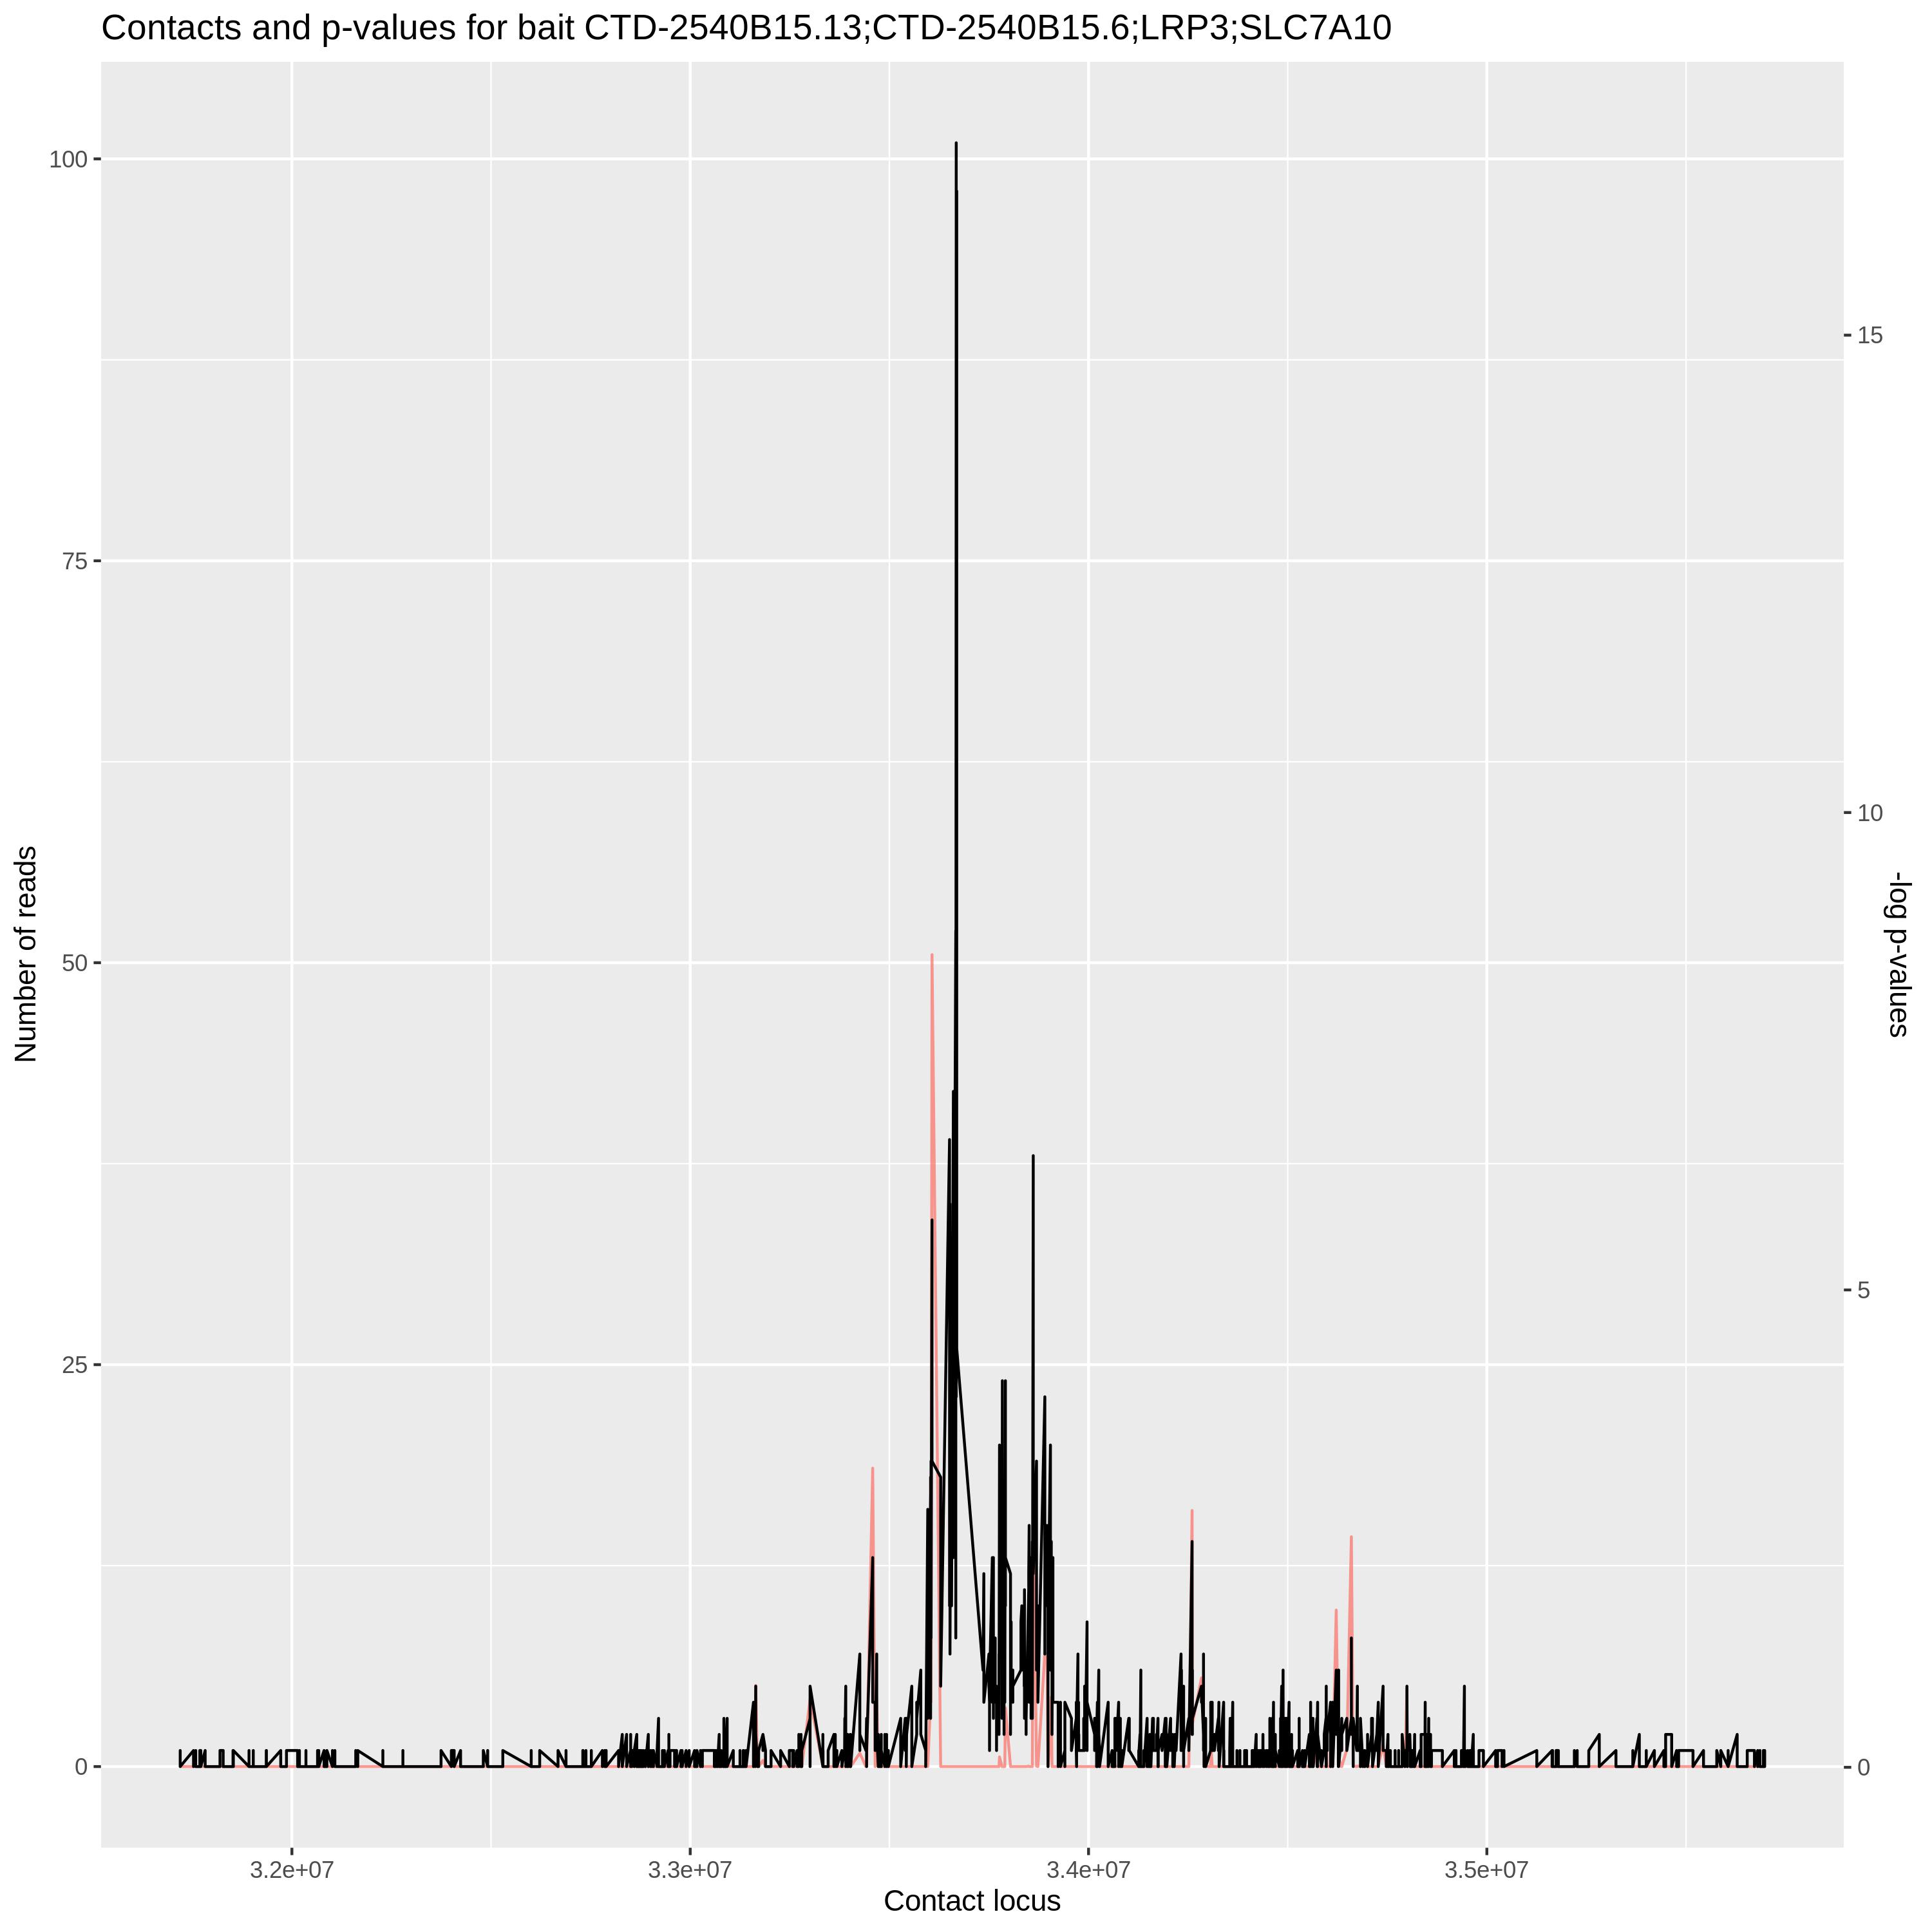 Contacts and p-values for bait CTD-2540B15.13;CTD-2540B15.6;LRP3;SLC7A10
100
75
50
25
0
Number of reads
15
10
5
0
-log p-values
3.2e+07 3.3e+07 3.4e+07 3.5e+07
Contact locus